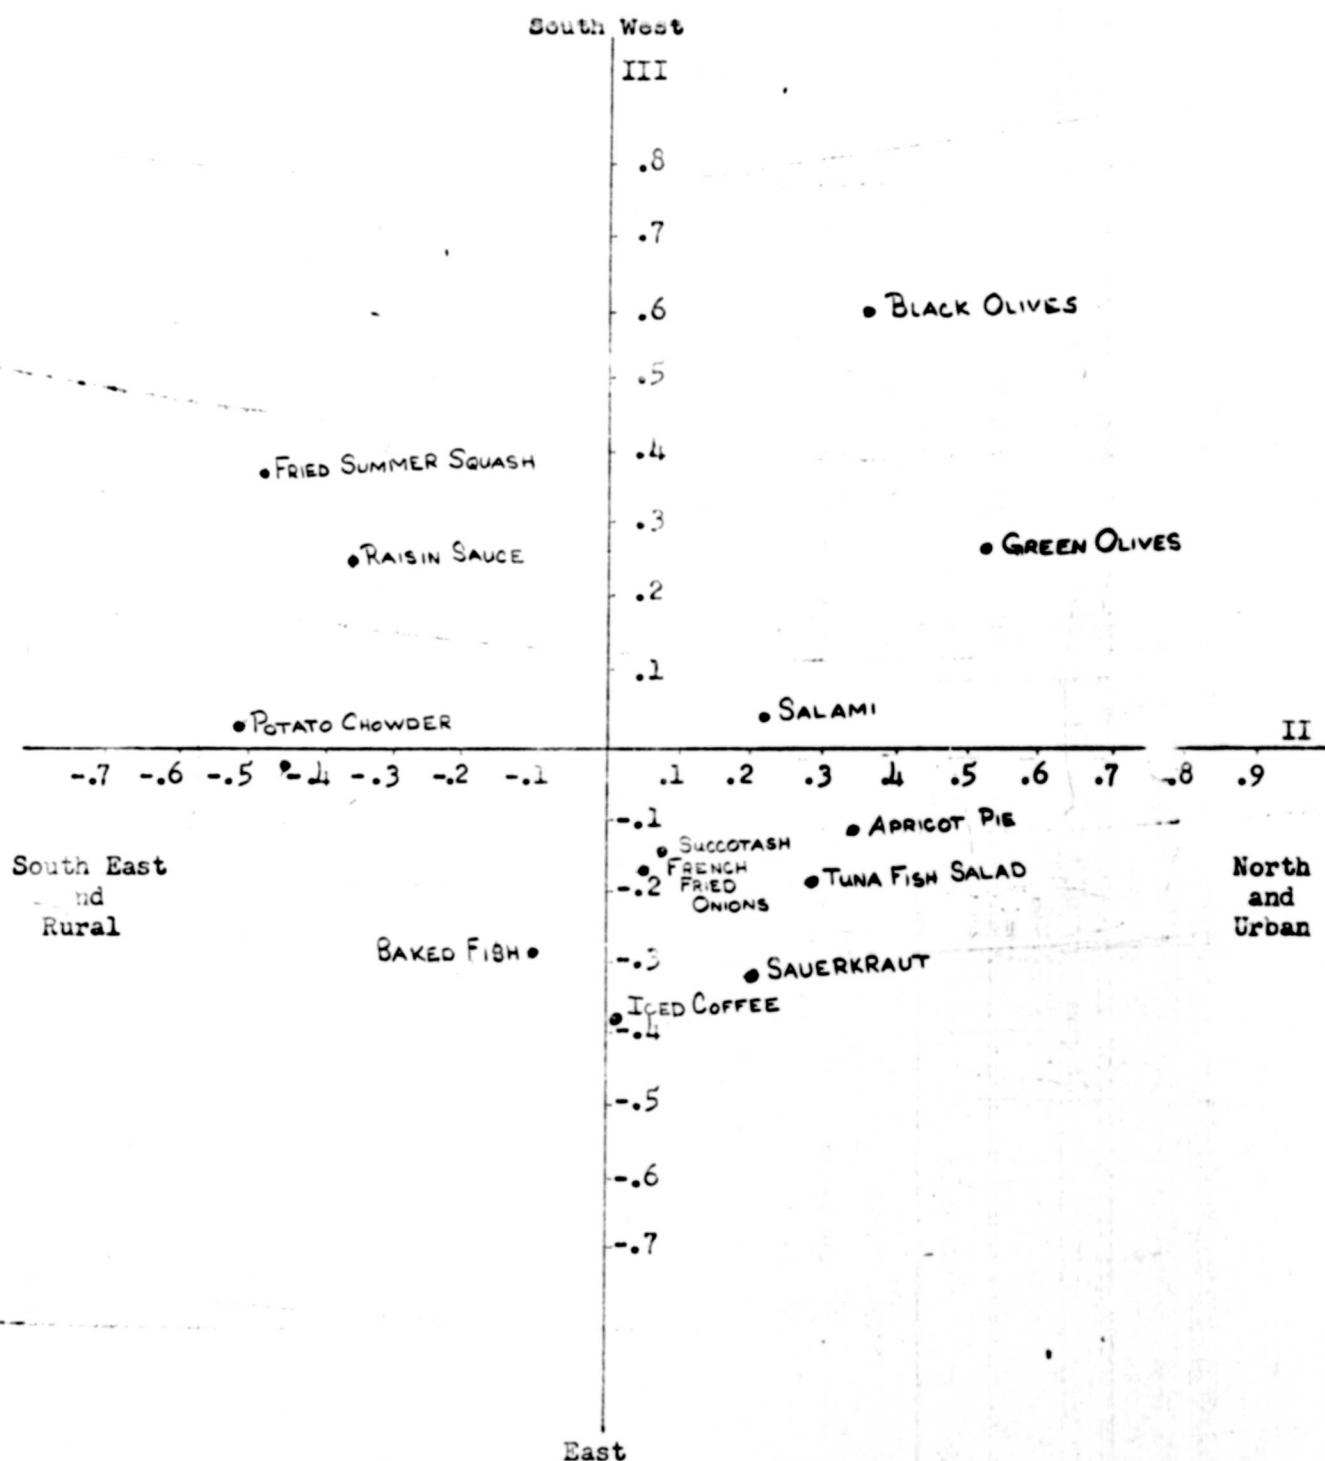 South West
III
.8
.7
.6
BLACK OLIVES
.5
.4
FRIED SUMMER SQUASH
.3
GREEN OLIVES
RAISIN SAUCE
.2
.1
SALAMI
POTATO CHOWDER
II
-.7 -.6 -.5 -.4 -.3 -.2 -.1 .1 .2 .3 .4 .5 .6 .7 .8 .9
-.1
APRICOT PIE
SUCCOTASH
FRENCH
FRIED
ONIONS
-.2
TUNA FISH SALAD
South East
nd
Rural
North
and
Urban
BAKED FISH
-.3
SAUERKRAUT
ICED COFFEE
-.4
-.5
-.6
-.7
East